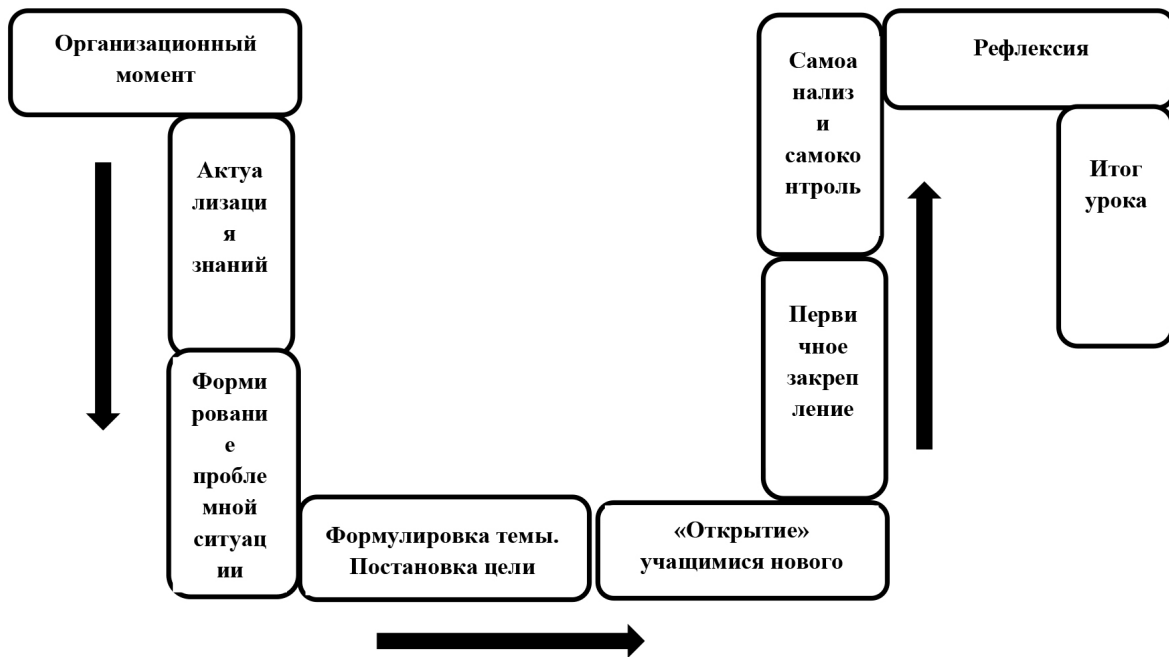 Организационный
момент
Актуа
лизаци
я
знаний
Форми
ровани
е
пробле
мной
ситуац
ии
Формулировка темы.
Постановка цели
«Открытие»
учащимися нового
Перви
чное
закреп
ление
Самоа
нализ
и
самоко
нтроль
Рефлексия
Итог
урока